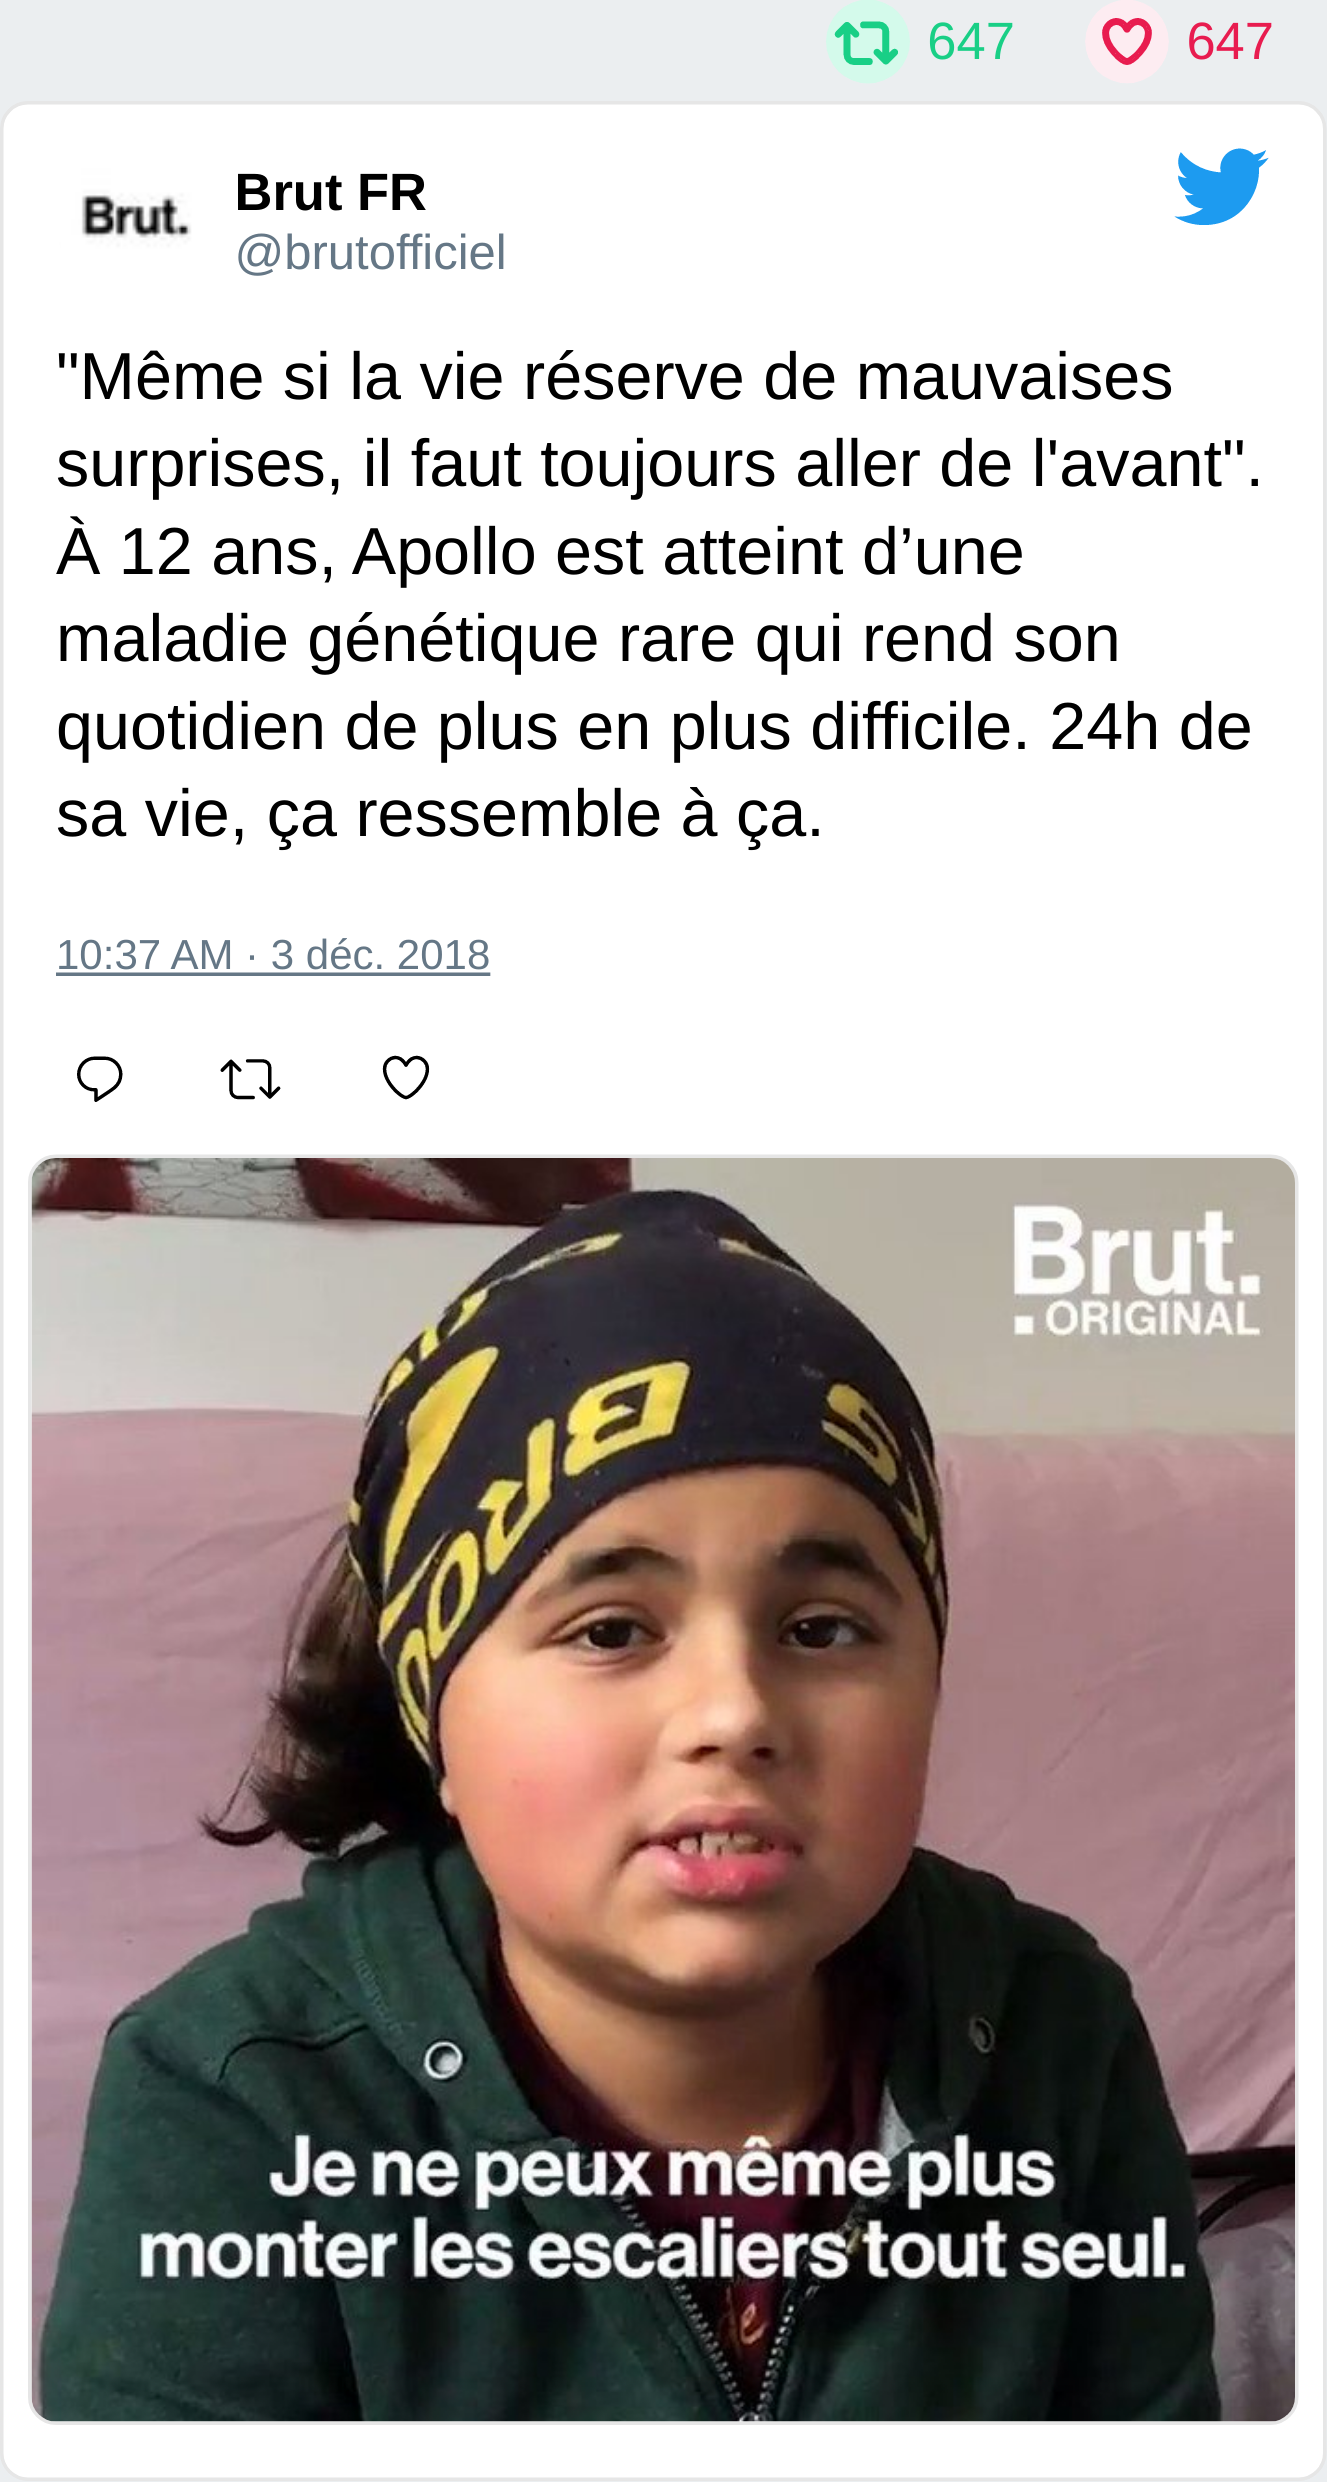 647 647
Brut.
Brut FR
@brutofficiel
"Même si la vie réserve de mauvaises
surprises, il faut toujours aller de l'avant".
À 12 ans, Apollo est atteint d’une
maladie génétique rare qui rend son
quotidien de plus en plus difficile. 24h de
sa vie, ça ressemble à ça.
10:37 AM · 3 déc. 2018
Brut.
ORIGINAL
Je ne peux même plus
monter les escaliers tout seul.